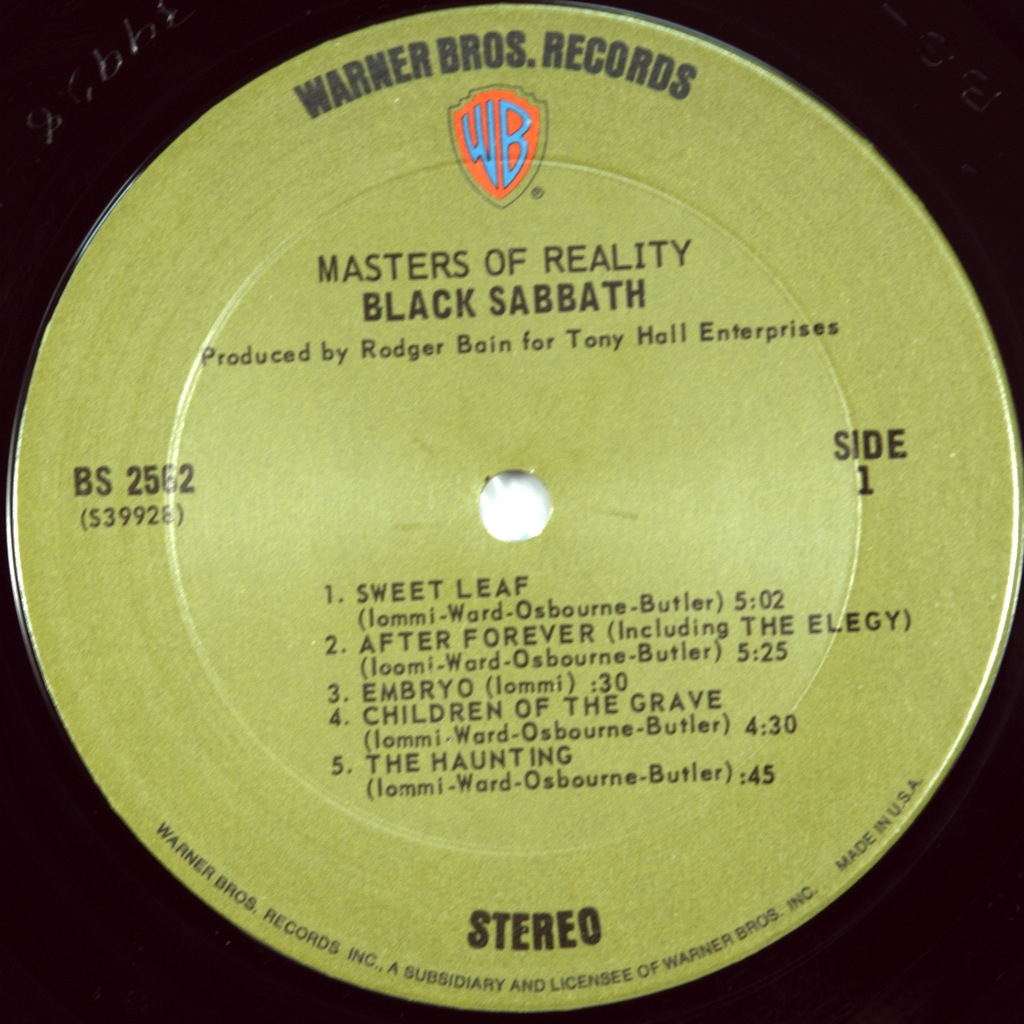 WARNER BROS. RECORDS
WB
®
MASTERS OF REALITY
BLACK SABBATH
Produced by Rodger Bain for Tony Hall Enterprises
BS 2562
(S39928)
SIDE
1
1. SWEET LEAF
(Iommi-Ward-Osbourne-Butler) 5:02
2. AFTER FOREVER (Including THE ELEGY)
(Ioomi-Ward-Osbourne-Butler) 5:25
3. EMBRYO (Iommi) :30
4. CHILDREN OF THE GRAVE
(Iommi-Ward-Osbourne-Butler) 4:30
5. THE HAUNTING
(Iommi-Ward-Osbourne-Butler) :45
STEREO
WARNER BROS. RECORDS INC., A SUBSIDIARY AND LICENSEE OF WARNER BROS. INC. MADE IN U.S.A.